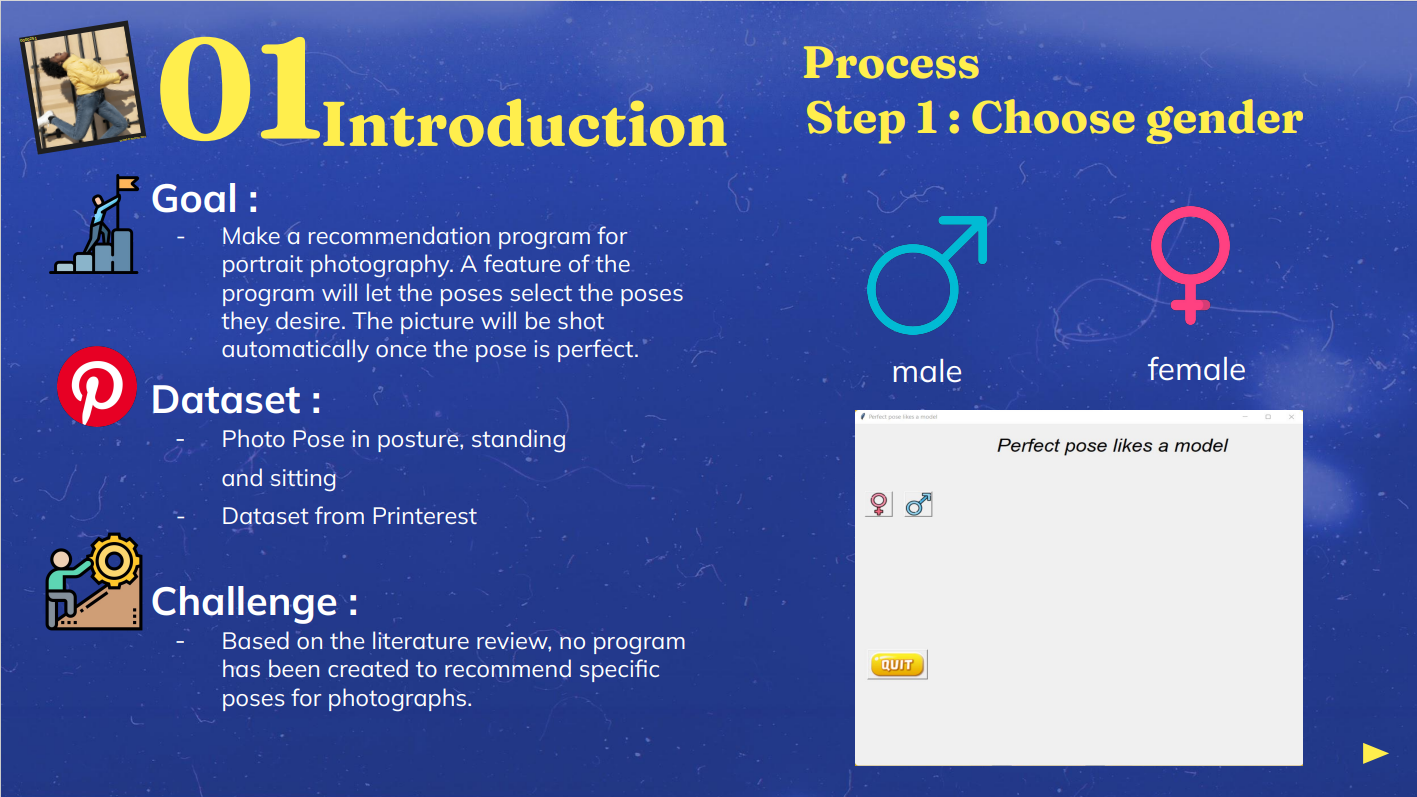 01 Introduction
Goal :
- Make a recommendation program for
portrait photography. A feature of the
program will let the poses select the poses
they desire. The picture will be shot
automatically once the pose is perfect.
Dataset :
- Photo Pose in posture, standing
and sitting
- Dataset from Printerest
Challenge :
- Based on the literature review, no program
has been created to recommend specific
poses for photographs.
Process
Step 1 : Choose gender
male
female
Perfect pose likes a model
Perfect pose likes a model
QUIT